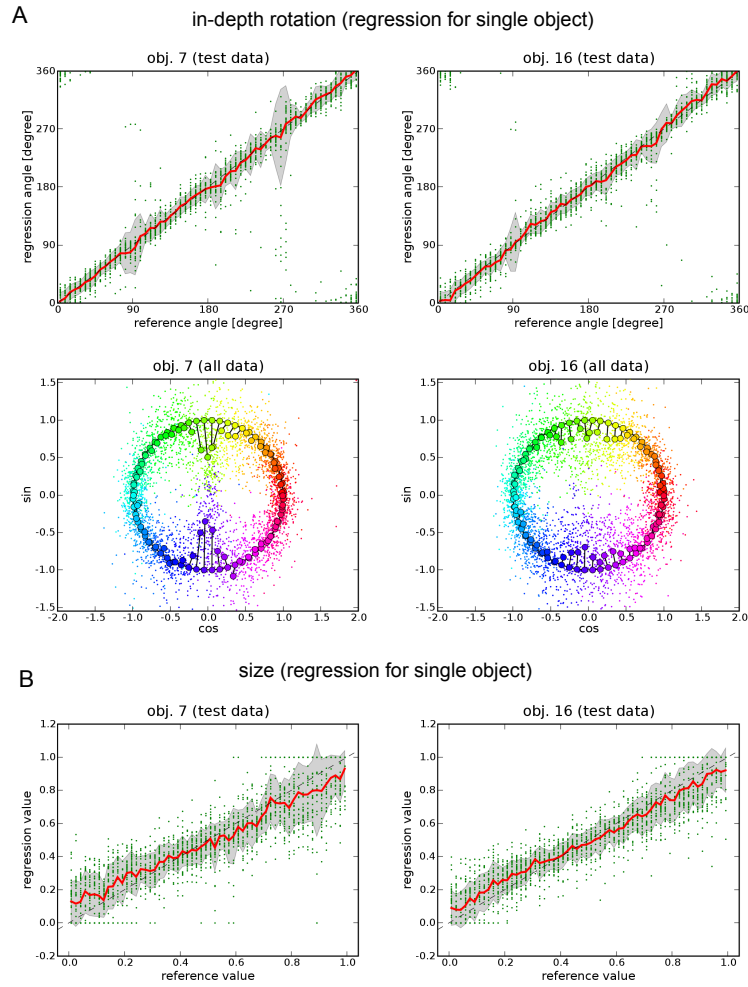 A
in-depth rotation (regression for single object)
obj. 7 (test data)
360
270
180
90
0
regression angle [degree]
0 90 180 270 360
reference angle [degree]
obj. 16 (test data)
360
270
180
90
0
regression angle [degree]
0 90 180 270 360
reference angle [degree]
obj. 7 (all data)
1.5
1.0
0.5
0.0
-0.5
-1.0
-1.5
sin
-2.0 -1.5 -1.0 -0.5 0.0 0.5 1.0 1.5 2.0
cos
obj. 16 (all data)
1.5
1.0
0.5
0.0
-0.5
-1.0
-1.5
sin
-2.0 -1.5 -1.0 -0.5 0.0 0.5 1.0 1.5 2.0
cos
B
size (regression for single object)
obj. 7 (test data)
1.2
1.0
0.8
0.6
0.4
0.2
0.0
-0.2
regression value
0.0 0.2 0.4 0.6 0.8 1.0
reference value
obj. 16 (test data)
1.2
1.0
0.8
0.6
0.4
0.2
0.0
-0.2
regression value
0.0 0.2 0.4 0.6 0.8 1.0
reference value